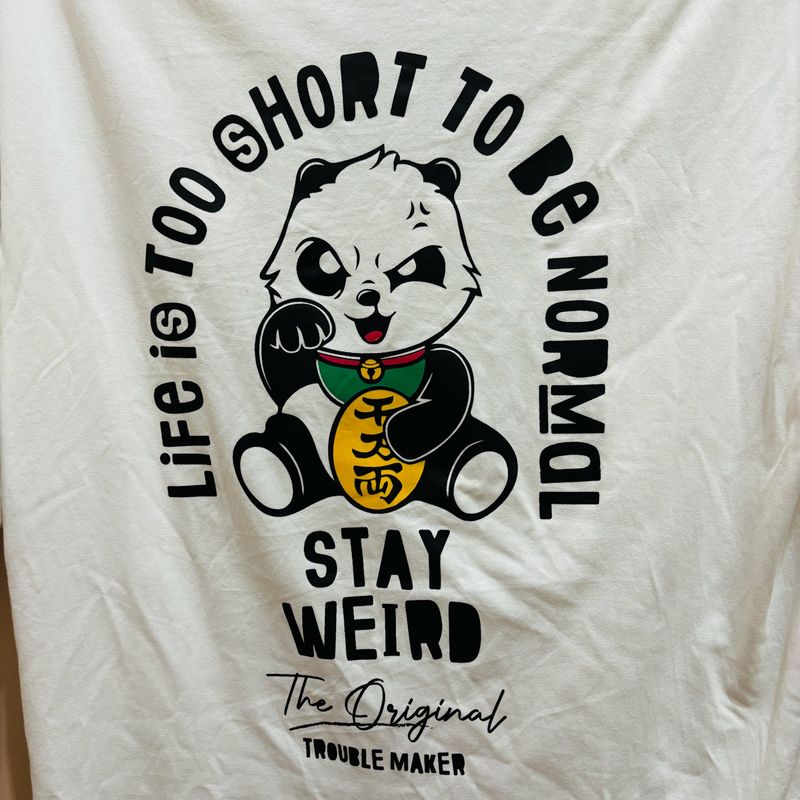 LiFe iS TOO SHORT TO Be NORMaL
千
万
両
STAY
WEIRD
The Original
TROUBLE MAKER